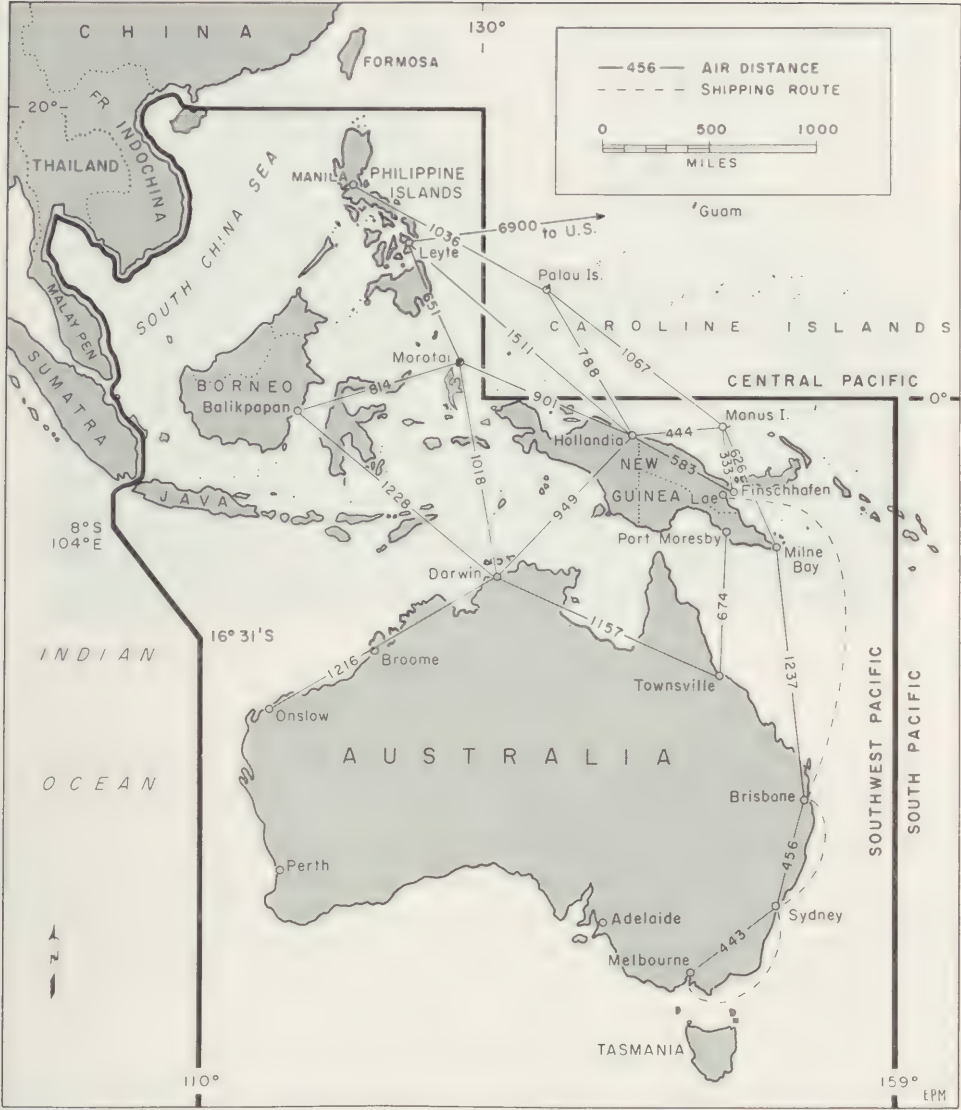 CHINA
FORMOSA
130°
456 AIR DISTANCE
SHIPPING ROUTE
0 500 1000
MILES
20°
FR INDOCHINA
THAILAND
MANILA
PHILIPPINE
ISLANDS
SOUTH CHINA SEA
Guam
1036
6900 to U.S.
Leyte
Palau Is.
MALAY PEN
651
1511
788
1067
CAROLINE ISLANDS
SUMATRA
Morotai
CENTRAL PACIFIC
BORNEO
814
901
0°
Balikpapan
Manus I.
Hollandia
444
NEW
GUINEA
583
626
333
Lae
Finschhafen
JAVA
1228
1018
949
8°S
104°E
Port Moresby
Milne
Bay
Darwin
454
674
1157
16°31'S
INDIAN
OCEAN
1216
Broome
Onslow
Townsville
1237
AUSTRALIA
SOUTHWEST PACIFIC
SOUTH PACIFIC
Brisbane
Perth
456
Adelaide
Sydney
443
Melbourne
N
TASMANIA
110°
159°
EPM